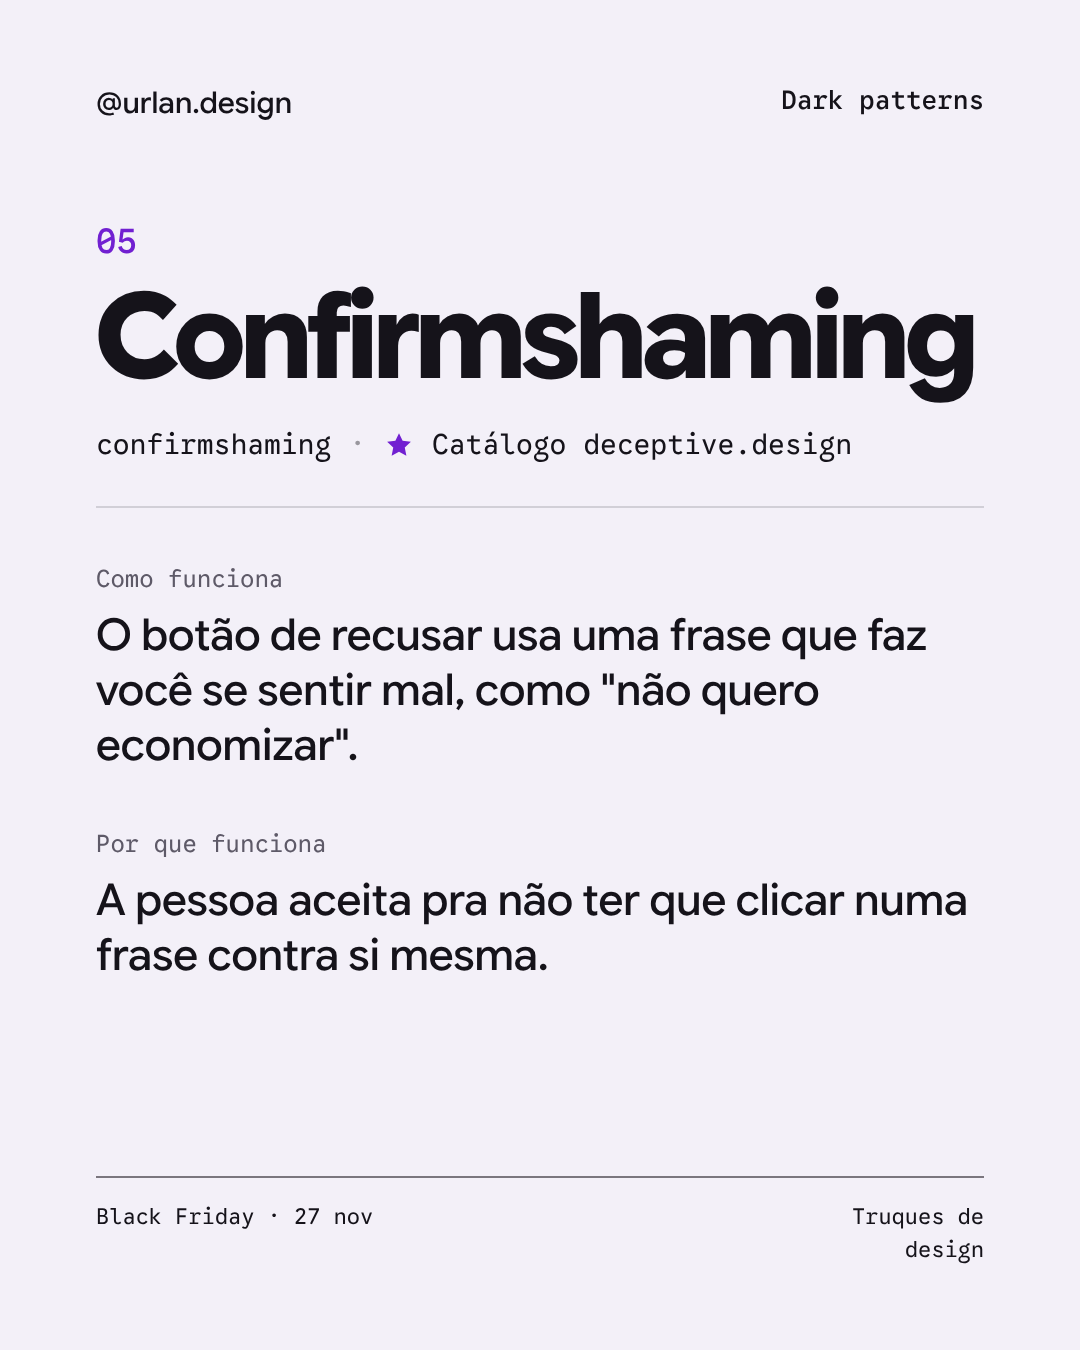 @urlan.design
Dark patterns
05
Confirmshaming
confirmshaming · ★ Catálogo deceptive.design
Como funciona
O botão de recusar usa uma frase que faz
você se sentir mal, como "não quero
economizar".
Por que funciona
A pessoa aceita pra não ter que clicar numa
frase contra si mesma.
Black Friday · 27 nov
Truques de
design